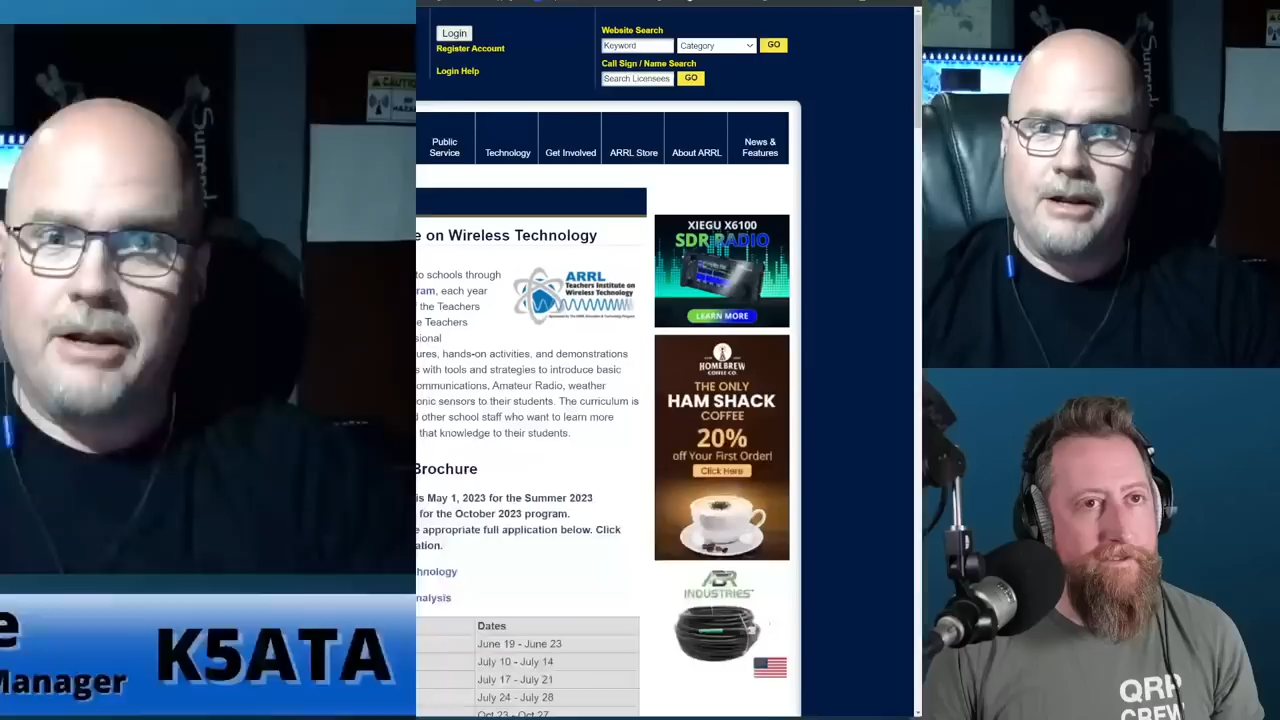 Login
Register Account
Login Help
Website Search
Keyword
Category
GO
Call Sign / Name Search
Search Licensees
GO
Public
Service
Technology
Get Involved
ARRL Store
About ARRL
News &
Features
e on Wireless Technology
to schools through
ram, each year
f the Teachers
e Teachers
sional
ures, hands-on activities, and demonstrations
s with tools and strategies to introduce basic
ommunications, Amateur Radio, weather
onic sensors to their students. The curriculum is
d other school staff who want to learn more
that knowledge to their students.
ARRL
Teachers Institute on
Wireless Technology
Brochure
is May 1, 2023 for the Summer 2023
for the October 2023 program.
e appropriate full application below. Click
ation.
hnology
nalysis
Dates
June 19 - June 23
July 10 - July 14
July 17 - July 21
July 24 - July 28
Oct 23 - Oct 27
XIEGU X6100
SDR RADIO
LEARN MORE
HOMEBREW
COFFEE CO.
THE ONLY
HAM SHACK
COFFEE
20%
off Your First Order!
Click Here
ABR
INDUSTRIES
e
Manager
K5ATA
CAUTION
QRP
CREW